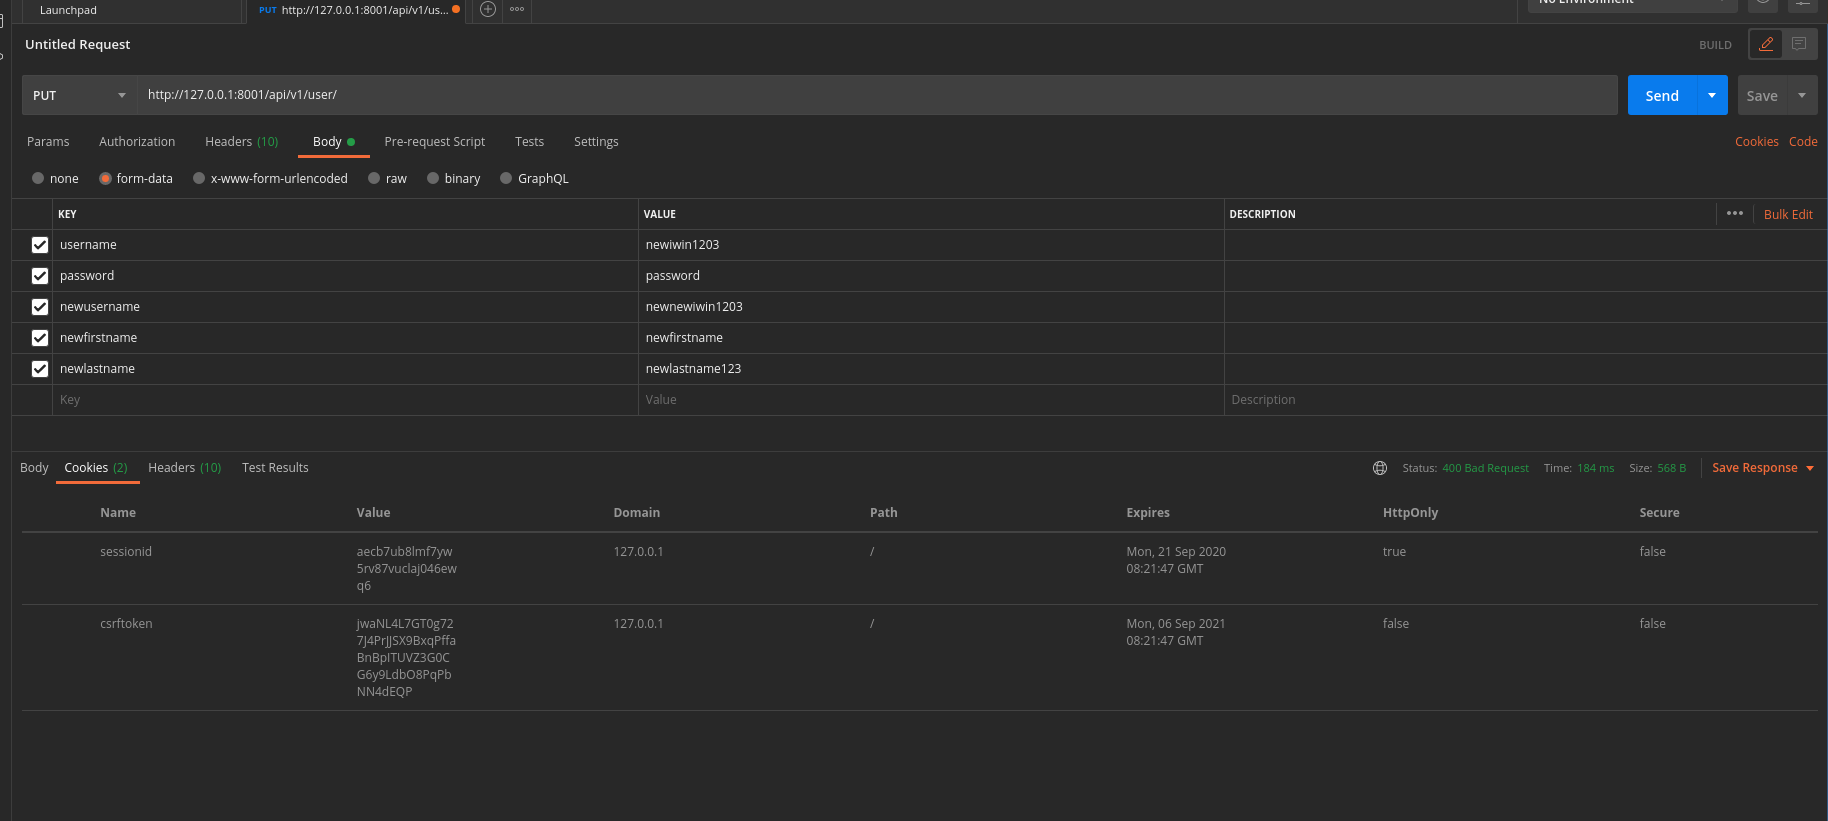 Launchpad
PUT http://127.0.0.1:8001/api/v1/us...
No Environment
Untitled Request
BUILD
PUT
http://127.0.0.1:8001/api/v1/user/
Send
Save
Params Authorization Headers (10) Body Pre-request Script Tests Settings
Cookies Code
none form-data x-www-form-urlencoded raw binary GraphQL
KEY VALUE DESCRIPTION
Bulk Edit
username newiwin1203
password password
newusername newnewiwin1203
newfirstname newfirstname
newlastname newlastname123
Key Value Description
Body Cookies (2) Headers (10) Test Results
Status: 400 Bad Request Time: 184 ms Size: 568 B Save Response
Name Value Domain Path Expires HttpOnly Secure
sessionid aecb7ub8lmf7yw 127.0.0.1 / Mon, 21 Sep 2020 true false
5rv87vuclaj046ew 08:21:47 GMT
q6
csrftoken jwaNL4L7GT0g72 127.0.0.1 / Mon, 06 Sep 2021 false false
7J4PrJJSX9BxqPffa 08:21:47 GMT
BnBpITUVZ3G0C
G6y9LdbO8PqPb
NN4dEQP